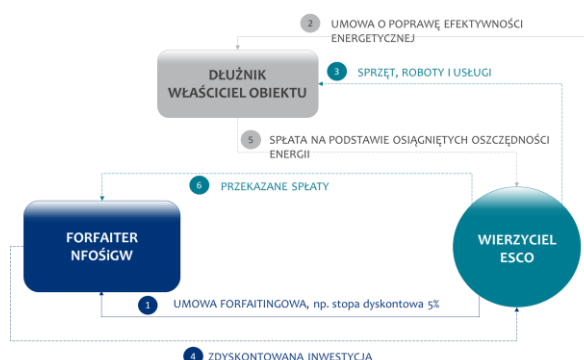 2 UMOWA O POPRAWĘ EFEKTYWNOŚCI
ENERGETYCZNEJ
DŁUŻNIK
WŁAŚCICIEL OBIEKTU
3 SPRZĘT, ROBOTY I USŁUGI
5 SPŁATA NA PODSTAWIE OSIĄGNIĘTYCH OSZCZĘDNOŚCI
ENERGII
6 PRZEKAZANE SPŁATY
FORFAITER
NFOŚiGW
WIERZYCIEL
ESCO
1 UMOWA FORFAITINGOWA, np. stopa dyskontowa 5%
4 ZDYSKONTOWANA INWESTYCJA